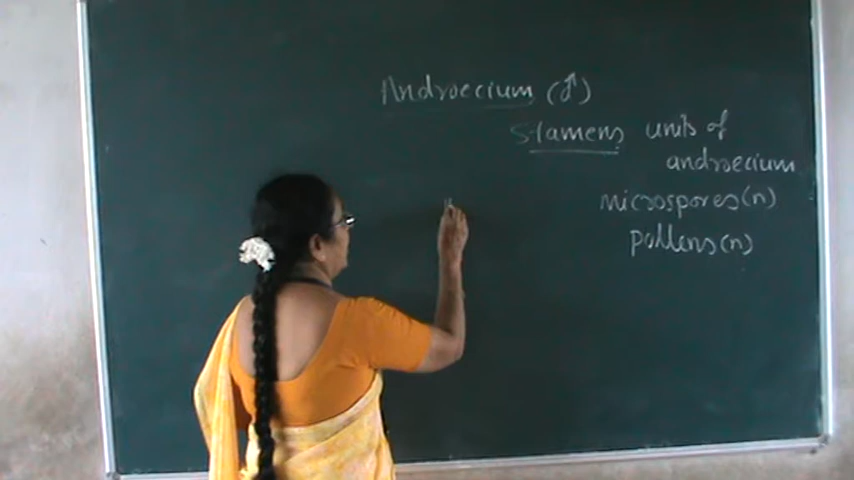 Androecium (♂)
Stamens units of
androecium
microspores(n)
pollens(n)